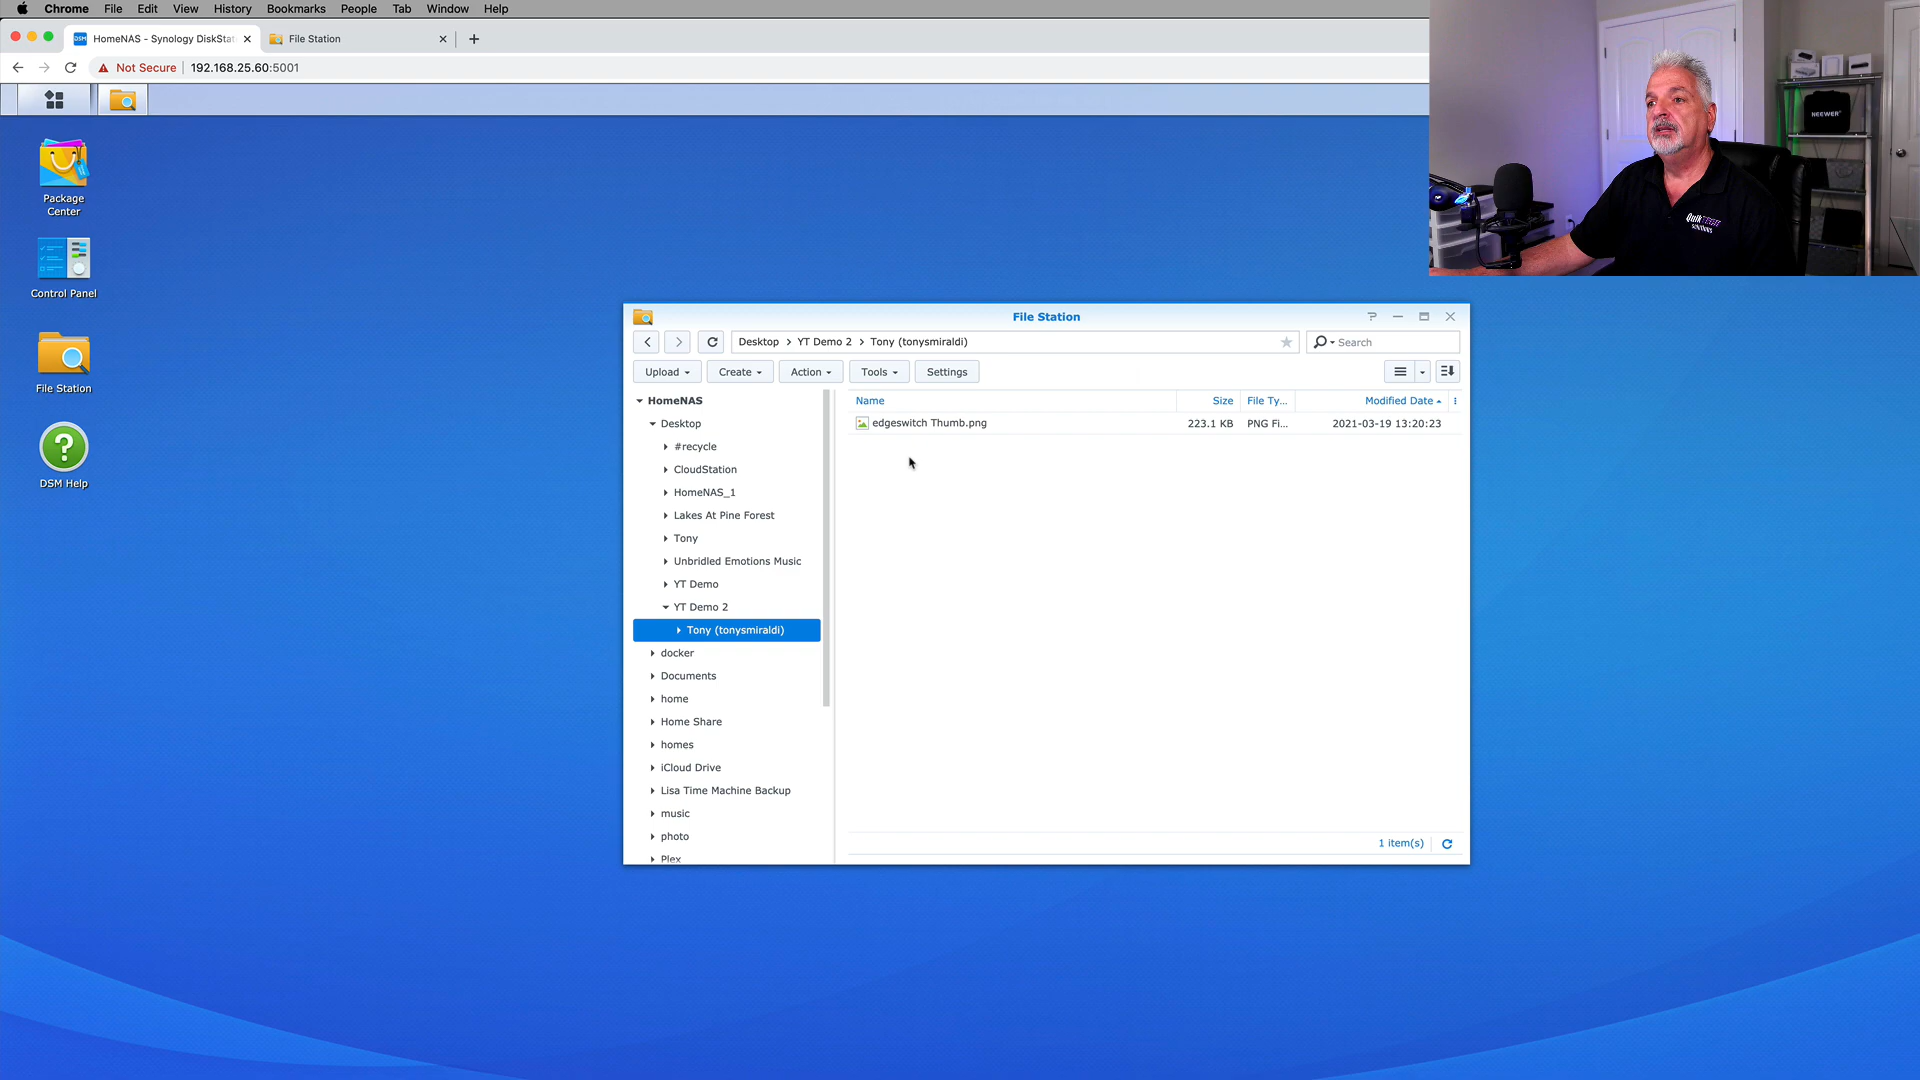 Chrome File Edit View History Bookmarks People Tab Window Help
HomeNAS - Synology DiskSta
File Station
Not Secure 192.168.25.60:5001
Package
Center
Control Panel
File Station
DSM Help
NEEWER
QuikTECH
Solutions
File Station
Desktop YT Demo 2 Tony (tonysmiraldi)
Search
Upload Create Action Tools Settings
HomeNAS
Desktop
#recycle
CloudStation
HomeNAS_1
Lakes At Pine Forest
Tony
Unbridled Emotions Music
YT Demo
YT Demo 2
Tony (tonysmiraldi)
docker
Documents
home
Home Share
homes
iCloud Drive
Lisa Time Machine Backup
music
photo
Plex
Name Size File Ty... Modified Date
edgeswitch Thumb.png 223.1 KB PNG Fi... 2021-03-19 13:20:23
1 item(s)